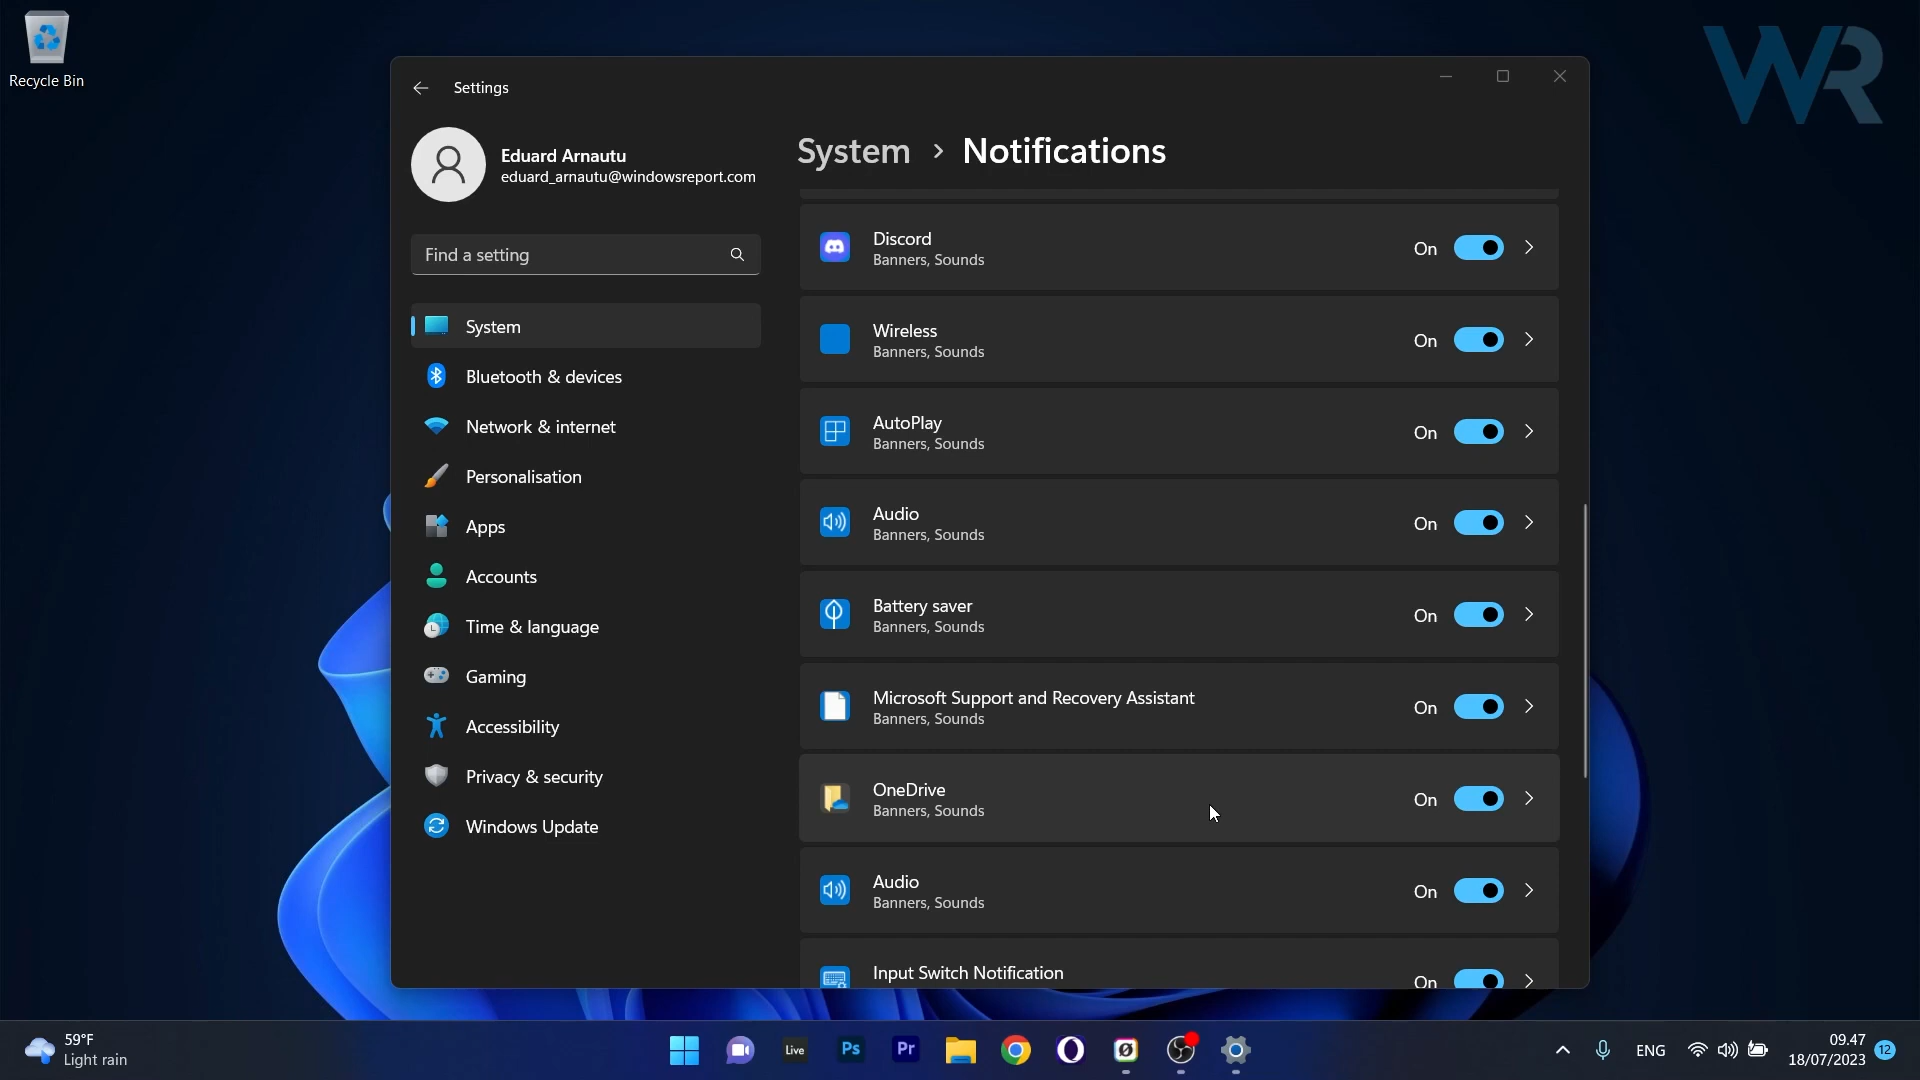 Recycle Bin
WR
Settings
Eduard Arnautu
eduard_arnautu@windowsreport.com
Find a setting
System
Bluetooth & devices
Network & internet
Personalisation
Apps
Accounts
Time & language
Gaming
Accessibility
Privacy & security
Windows Update
System > Notifications
Discord
Banners, Sounds
On
Wireless
Banners, Sounds
On
AutoPlay
Banners, Sounds
On
Audio
Banners, Sounds
On
Battery saver
Banners, Sounds
On
Microsoft Support and Recovery Assistant
Banners, Sounds
On
OneDrive
Banners, Sounds
On
Audio
Banners, Sounds
On
Input Switch Notification
On
59°F
Light rain
Live
Ps
Pr
ENG
09.47
18/07/2023
12